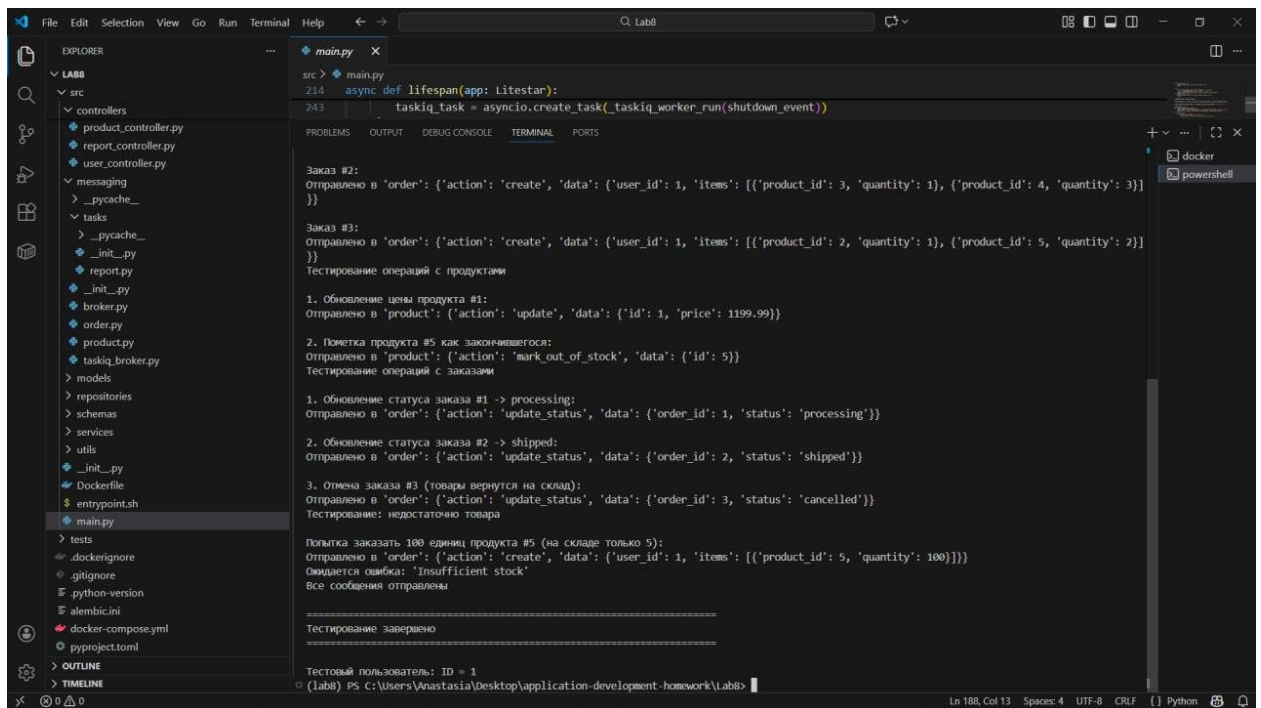 File Edit Selection View Go Run Terminal Help
Lab8
EXPLORER
main.py
LAB8
src
controllers
product_controller.py
report_controller.py
user_controller.py
messaging
__pycache__
tasks
__pycache__
__init__.py
report.py
__init__.py
broker.py
order.py
product.py
taskiq_broker.py
models
repositories
schemas
services
utils
__init__.py
Dockerfile
entrypoint.sh
main.py
tests
.dockerignore
.gitignore
.python-version
alembic.ini
docker-compose.yml
pyproject.toml
OUTLINE
TIMELINE
src > main.py
214 async def lifespan(app: Litestar):
243 taskiq_task = asyncio.create_task(_taskiq_worker_run(shutdown_event))
PROBLEMS OUTPUT DEBUG CONSOLE TERMINAL PORTS
docker
powershell
Заказ #2:
Отправлено в 'order': {'action': 'create', 'data': {'user_id': 1, 'items': [{'product_id': 3, 'quantity': 1}, {'product_id': 4, 'quantity': 3}]
}}
Заказ #3:
Отправлено в 'order': {'action': 'create', 'data': {'user_id': 1, 'items': [{'product_id': 2, 'quantity': 1}, {'product_id': 5, 'quantity': 2}]
}}
Тестирование операций с продуктами
1. Обновление цены продукта #1:
Отправлено в 'product': {'action': 'update', 'data': {'id': 1, 'price': 1199.99}}
2. Пометка продукта #5 как закончившегося:
Отправлено в 'product': {'action': 'mark_out_of_stock', 'data': {'id': 5}}
Тестирование операций с заказами
1. Обновление статуса заказа #1 -> processing:
Отправлено в 'order': {'action': 'update_status', 'data': {'order_id': 1, 'status': 'processing'}}
2. Обновление статуса заказа #2 -> shipped:
Отправлено в 'order': {'action': 'update_status', 'data': {'order_id': 2, 'status': 'shipped'}}
3. Отмена заказа #3 (товары вернутся на склад):
Отправлено в 'order': {'action': 'update_status', 'data': {'order_id': 3, 'status': 'cancelled'}}
Тестирование: недостаточно товара
Попытка заказать 100 единиц продукта #5 (на складе только 5):
Отправлено в 'order': {'action': 'create', 'data': {'user_id': 1, 'items': [{'product_id': 5, 'quantity': 100}]}}
Ожидается ошибка: 'Insufficient stock'
Все сообщения отправлены
======================================================================
Тестирование завершено
======================================================================
Тестовый пользователь: ID = 1
(lab8) PS C:\Users\Anastasia\Desktop\application-development-homework\Lab8>
0 0 Ln 188, Col 13 Spaces: 4 UTF-8 CRLF {} Python